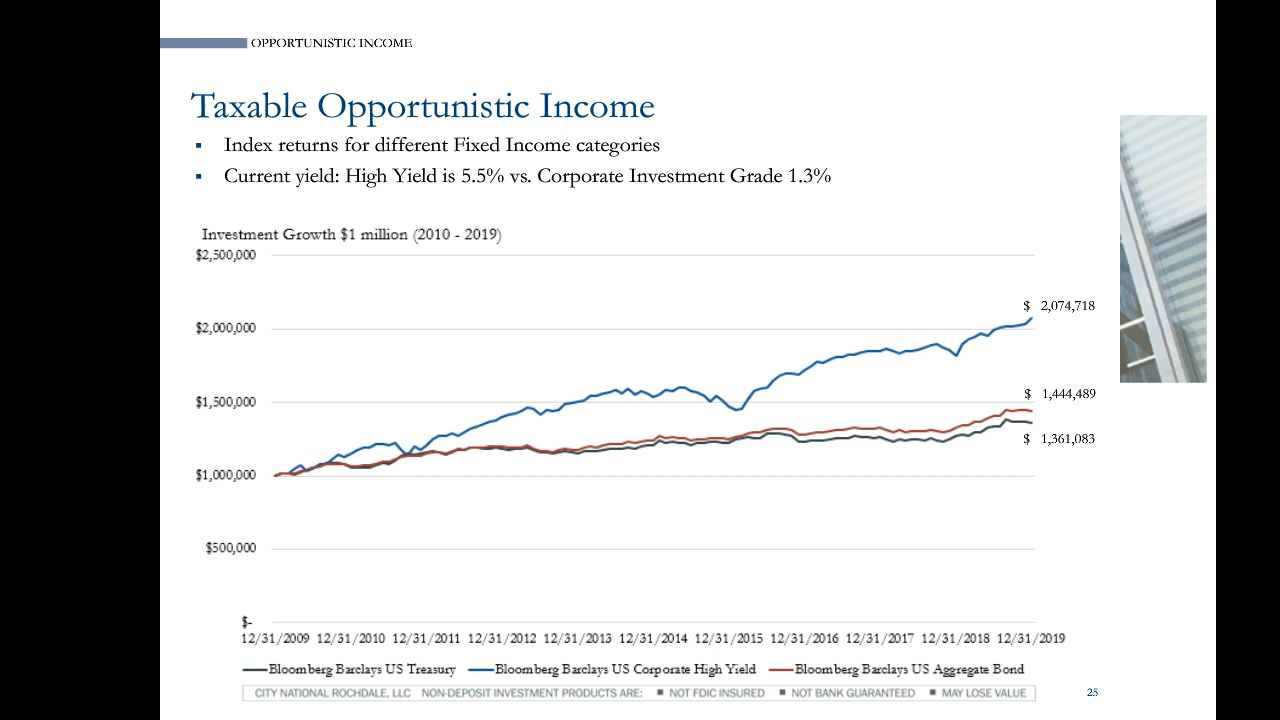 OPPORTUNISTIC INCOME
Taxable Opportunistic Income
▪ Index returns for different Fixed Income categories
▪ Current yield: High Yield is 5.5% vs. Corporate Investment Grade 1.3%
Investment Growth $1 million (2010 - 2019)
$2,500,000
$ 2,074,718
$2,000,000
$ 1,444,489
$1,500,000
$ 1,361,083
$1,000,000
$500,000
$-
12/31/2009 12/31/2010 12/31/2011 12/31/2012 12/31/2013 12/31/2014 12/31/2015 12/31/2016 12/31/2017 12/31/2018 12/31/2019
Bloomberg Barclays US Treasury Bloomberg Barclays US Corporate High Yield Bloomberg Barclays US Aggregate Bond
CITY NATIONAL ROCHDALE, LLC NON-DEPOSIT INVESTMENT PRODUCTS ARE: ■ NOT FDIC INSURED ■ NOT BANK GUARANTEED ■ MAY LOSE VALUE
25